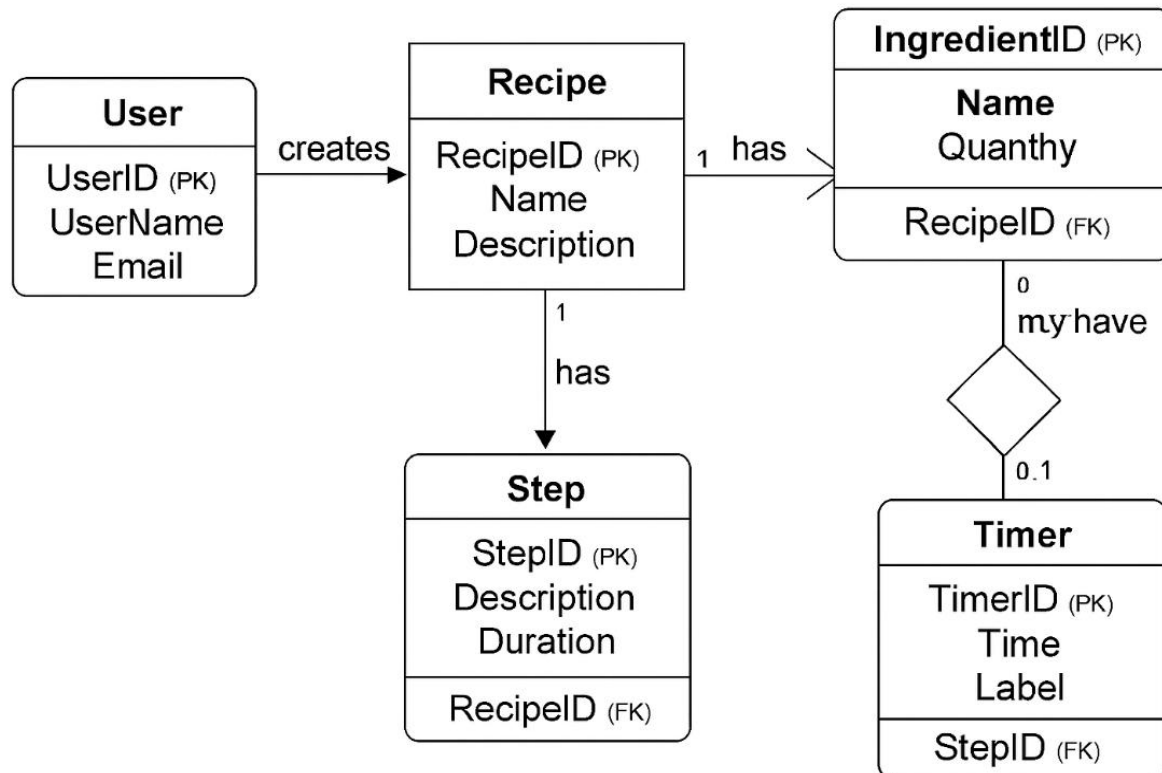 User
UserID (PK)
UserName
Email
creates
Recipe
RecipeID (PK)
Name
Description
1 has
IngredientID (PK)
Name
Quanthy
RecipeID (FK)
1
has
Step
StepID (PK)
Description
Duration
RecipeID (FK)
0
my have
0.1
Timer
TimerID (PK)
Time
Label
StepID (FK)